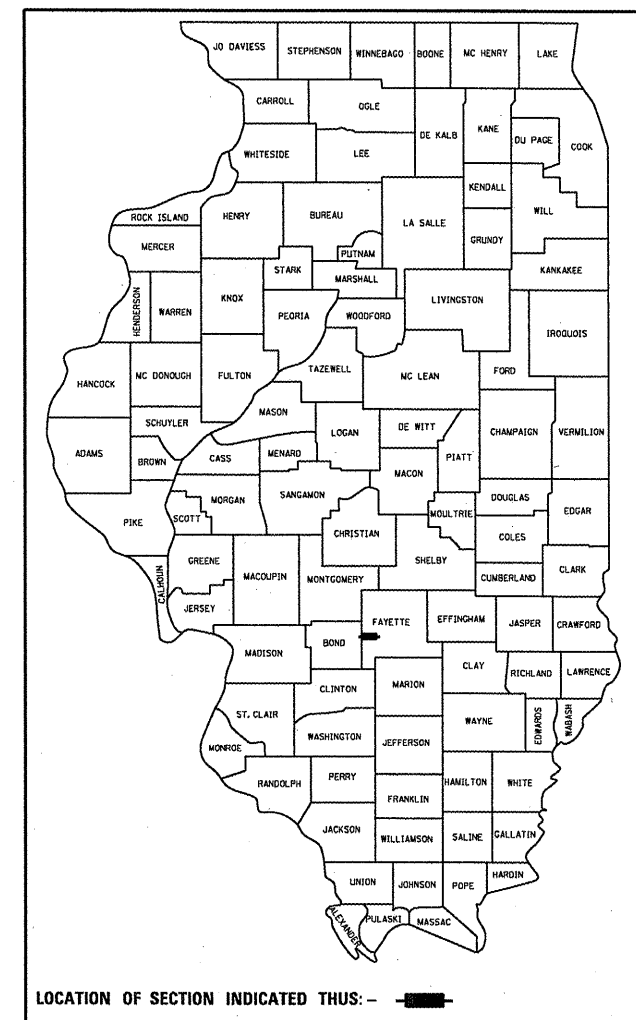 JO DAVIESS STEPHENSON WINNEBAGO BOONE MC HENRY LAKE
CARROLL OGLE DE KALB KANE DU PAGE COOK
WHITESIDE LEE KENDALL WILL
ROCK ISLAND HENRY BUREAU LA SALLE GRUNDY
MERCER PUTNAM KANKAKEE
STARK MARSHALL
HENDERSON WARREN KNOX PEORIA WOODFORD LIVINGSTON IROQUOIS
HANCOCK MC DONOUGH FULTON TAZEWELL MC LEAN FORD
SCHUYLER MASON LOGAN DE WITT CHAMPAIGN VERMILION
ADAMS BROWN CASS MENARD MACON PIATT
PIKE SCOTT MORGAN SANGAMON CHRISTIAN MOULTRIE DOUGLAS EDGAR
COLES
GREENE MACOUPIN MONTGOMERY SHELBY CUMBERLAND CLARK
CALHOUN JERSEY
MADISON BOND FAYETTE EFFINGHAM JASPER CRAWFORD
CLINTON MARION CLAY RICHLAND LAWRENCE
ST. CLAIR WASHINGTON JEFFERSON WAYNE EDWARDS WABASH
MONROE
RANDOLPH PERRY FRANKLIN HAMILTON WHITE
JACKSON WILLIAMSON SALINE GALLATIN
UNION JOHNSON POPE HARDIN
ALEXANDER PULASKI MASSAC
LOCATION OF SECTION INDICATED THUS:-